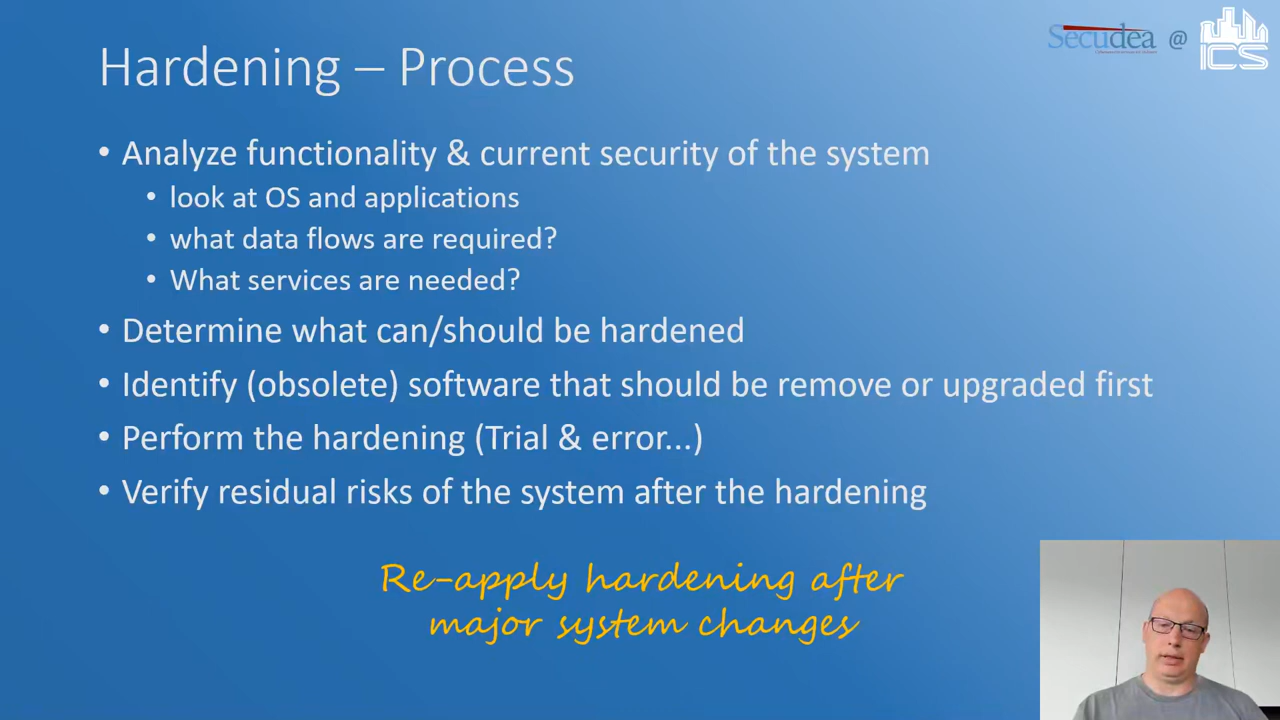 Hardening – Process
Secudea @ ICS
• Analyze functionality & current security of the system
• look at OS and applications
• what data flows are required?
• What services are needed?
• Determine what can/should be hardened
• Identify (obsolete) software that should be remove or upgraded first
• Perform the hardening (Trial & error...)
• Verify residual risks of the system after the hardening
Re-apply hardening after
major system changes